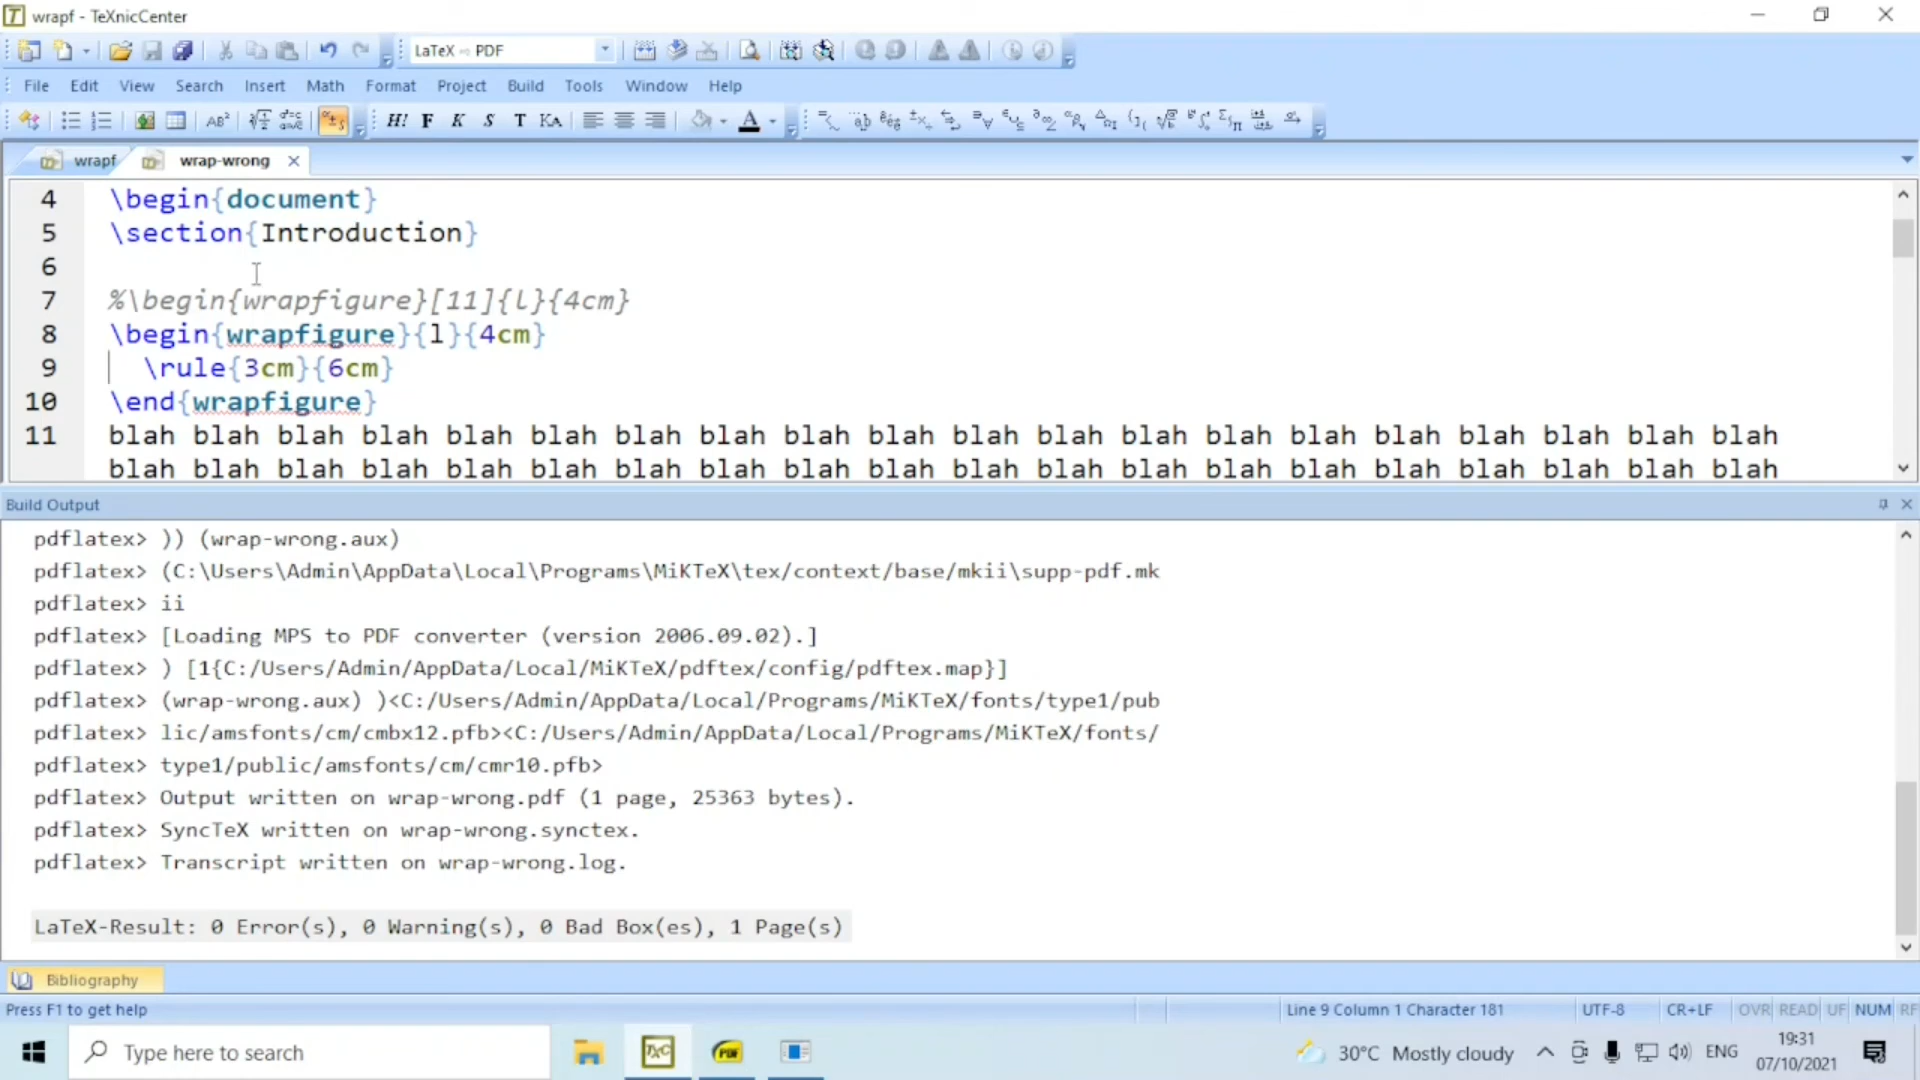 wrapf - TeXnicCenter
LaTeX ⇨ PDF
File Edit View Search Insert Math Format Project Build Tools Window Help
H! F K S T KA
wrapf wrap-wrong
4 \begin{document}
5 \section{Introduction}
6
7 %\begin{wrapfigure}[11]{l}{4cm}
8 \begin{wrapfigure}{l}{4cm}
9 \rule{3cm}{6cm}
10 \end{wrapfigure}
11 blah blah blah blah blah blah blah blah blah blah blah blah blah blah blah blah blah blah blah blah
blah blah blah blah blah blah blah blah blah blah blah blah blah blah blah blah blah blah blah blah
Build Output
pdflatex> )) (wrap-wrong.aux)
pdflatex> (C:\Users\Admin\AppData\Local\Programs\MiKTeX\tex/context/base/mkii\supp-pdf.mk
pdflatex> ii
pdflatex> [Loading MPS to PDF converter (version 2006.09.02).]
pdflatex> ) [1{C:/Users/Admin/AppData/Local/MiKTeX/pdftex/config/pdftex.map}]
pdflatex> (wrap-wrong.aux) )<C:/Users/Admin/AppData/Local/Programs/MiKTeX/fonts/type1/pub
pdflatex> lic/amsfonts/cm/cmbx12.pfb><C:/Users/Admin/AppData/Local/Programs/MiKTeX/fonts/
pdflatex> type1/public/amsfonts/cm/cmr10.pfb>
pdflatex> Output written on wrap-wrong.pdf (1 page, 25363 bytes).
pdflatex> SyncTeX written on wrap-wrong.synctex.
pdflatex> Transcript written on wrap-wrong.log.
LaTeX-Result: 0 Error(s), 0 Warning(s), 0 Bad Box(es), 1 Page(s)
Bibliography
Press F1 to get help Line 9 Column 1 Character 181 UTF-8 CR+LF OVR READ UF NUM RF
Type here to search TXC PDF 30°C Mostly cloudy ENG 19:31
07/10/2021